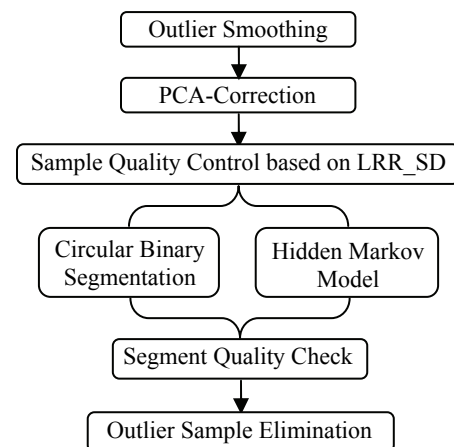 Outlier Smoothing
PCA-Correction
Sample Quality Control based on LRR_SD
Circular Binary
Segmentation
Hidden Markov
Model
Segment Quality Check
Outlier Sample Elimination